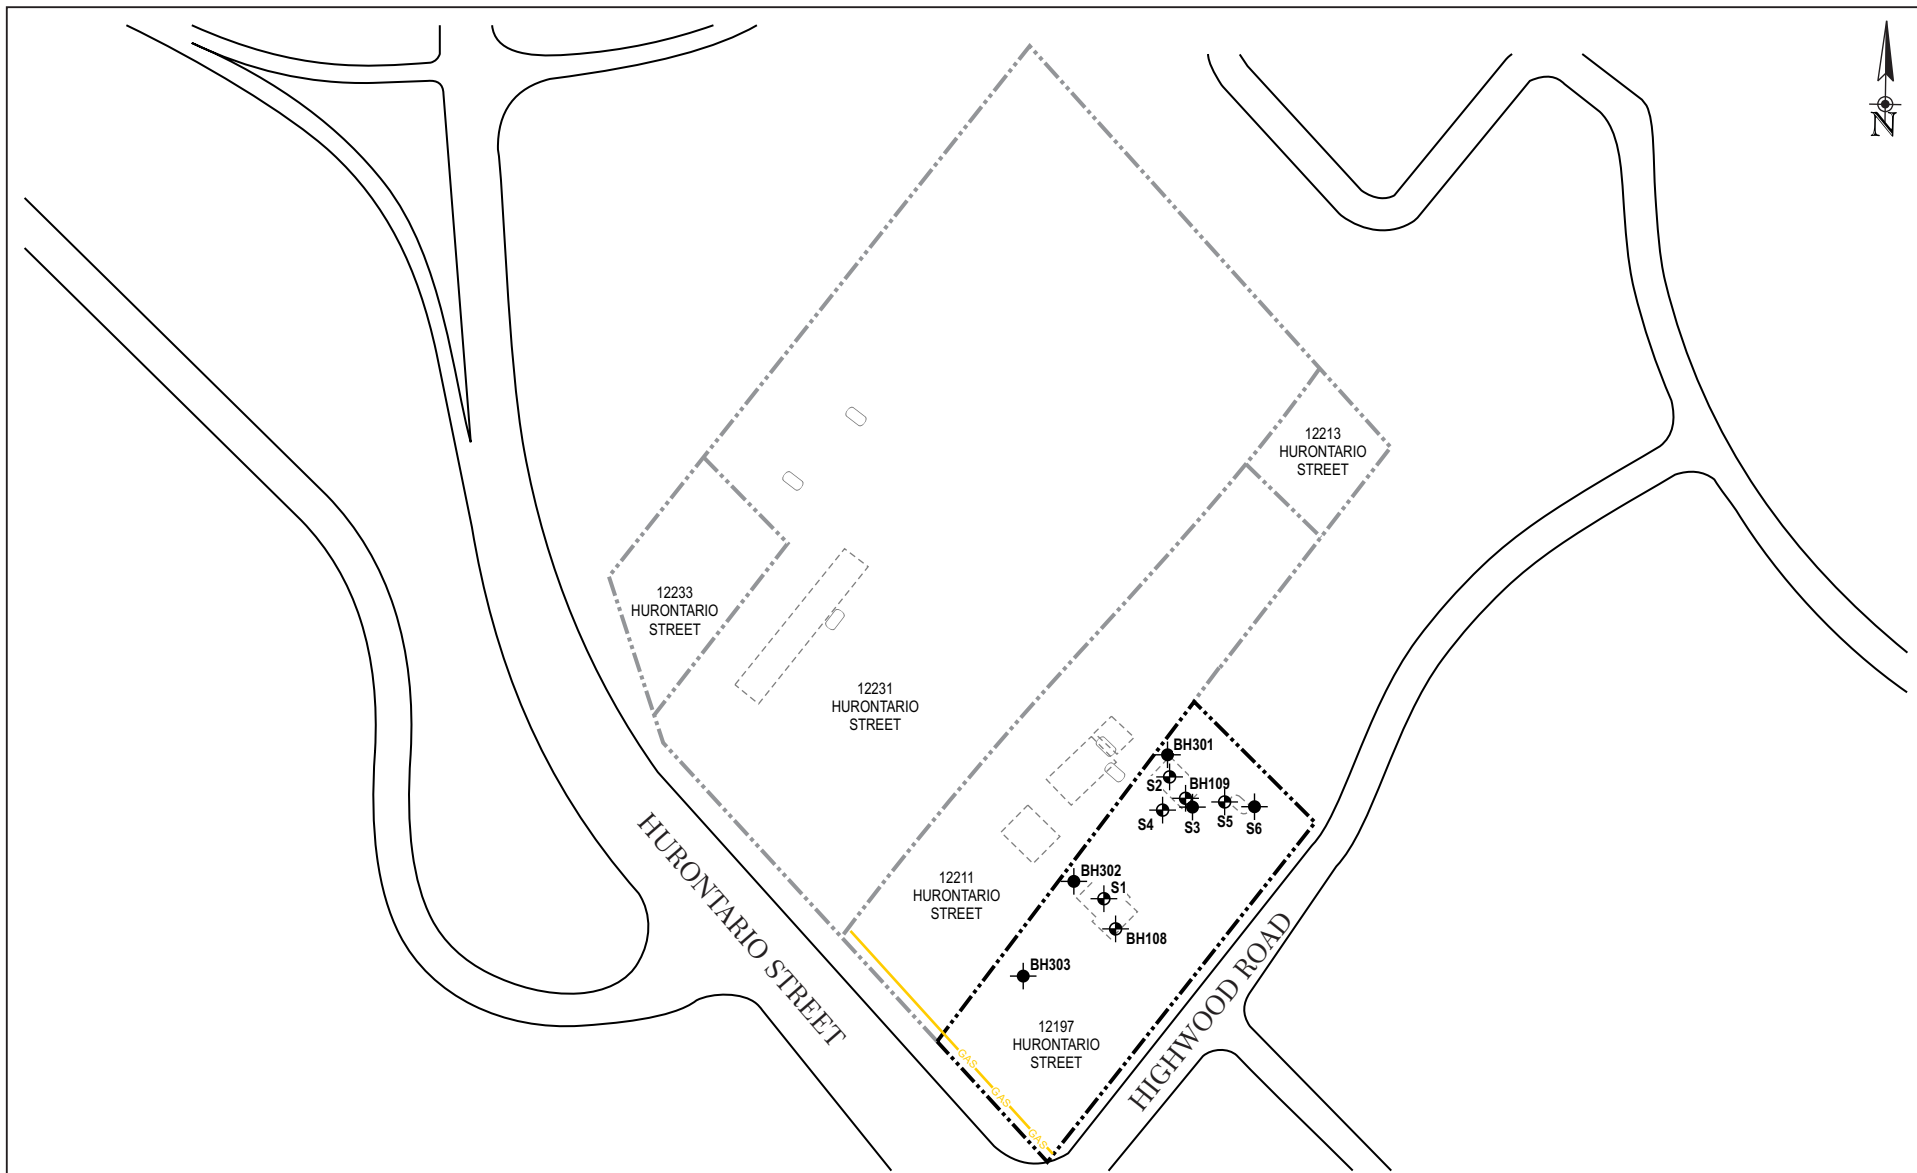 N
12213
HURONTARIO
STREET
12233
HURONTARIO
STREET
12231
HURONTARIO
STREET
BH301
S2
BH109
S4
S3
S5
S6
BH302
S1
12211
HURONTARIO
STREET
BH108
BH303
12197
HURONTARIO
STREET
HURONTARIO STREET
HIGHWOOD ROAD
GAS
GAS
GAS